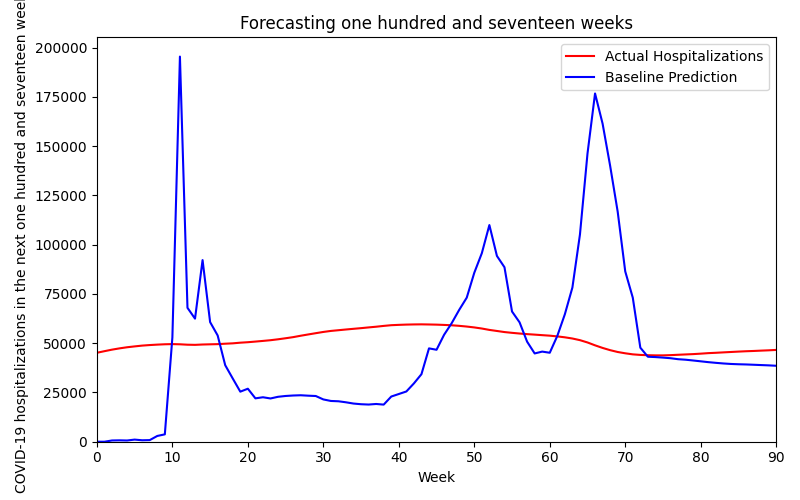 Forecasting one hundred and seventeen weeks
COVID-19 hospitalizations in the next one hundred and seventeen
200000
175000
150000
125000
100000
75000
50000
25000
0
Actual Hospitalizations
Baseline Prediction
0 10 20 30 40 50 60 70 80 90
Week